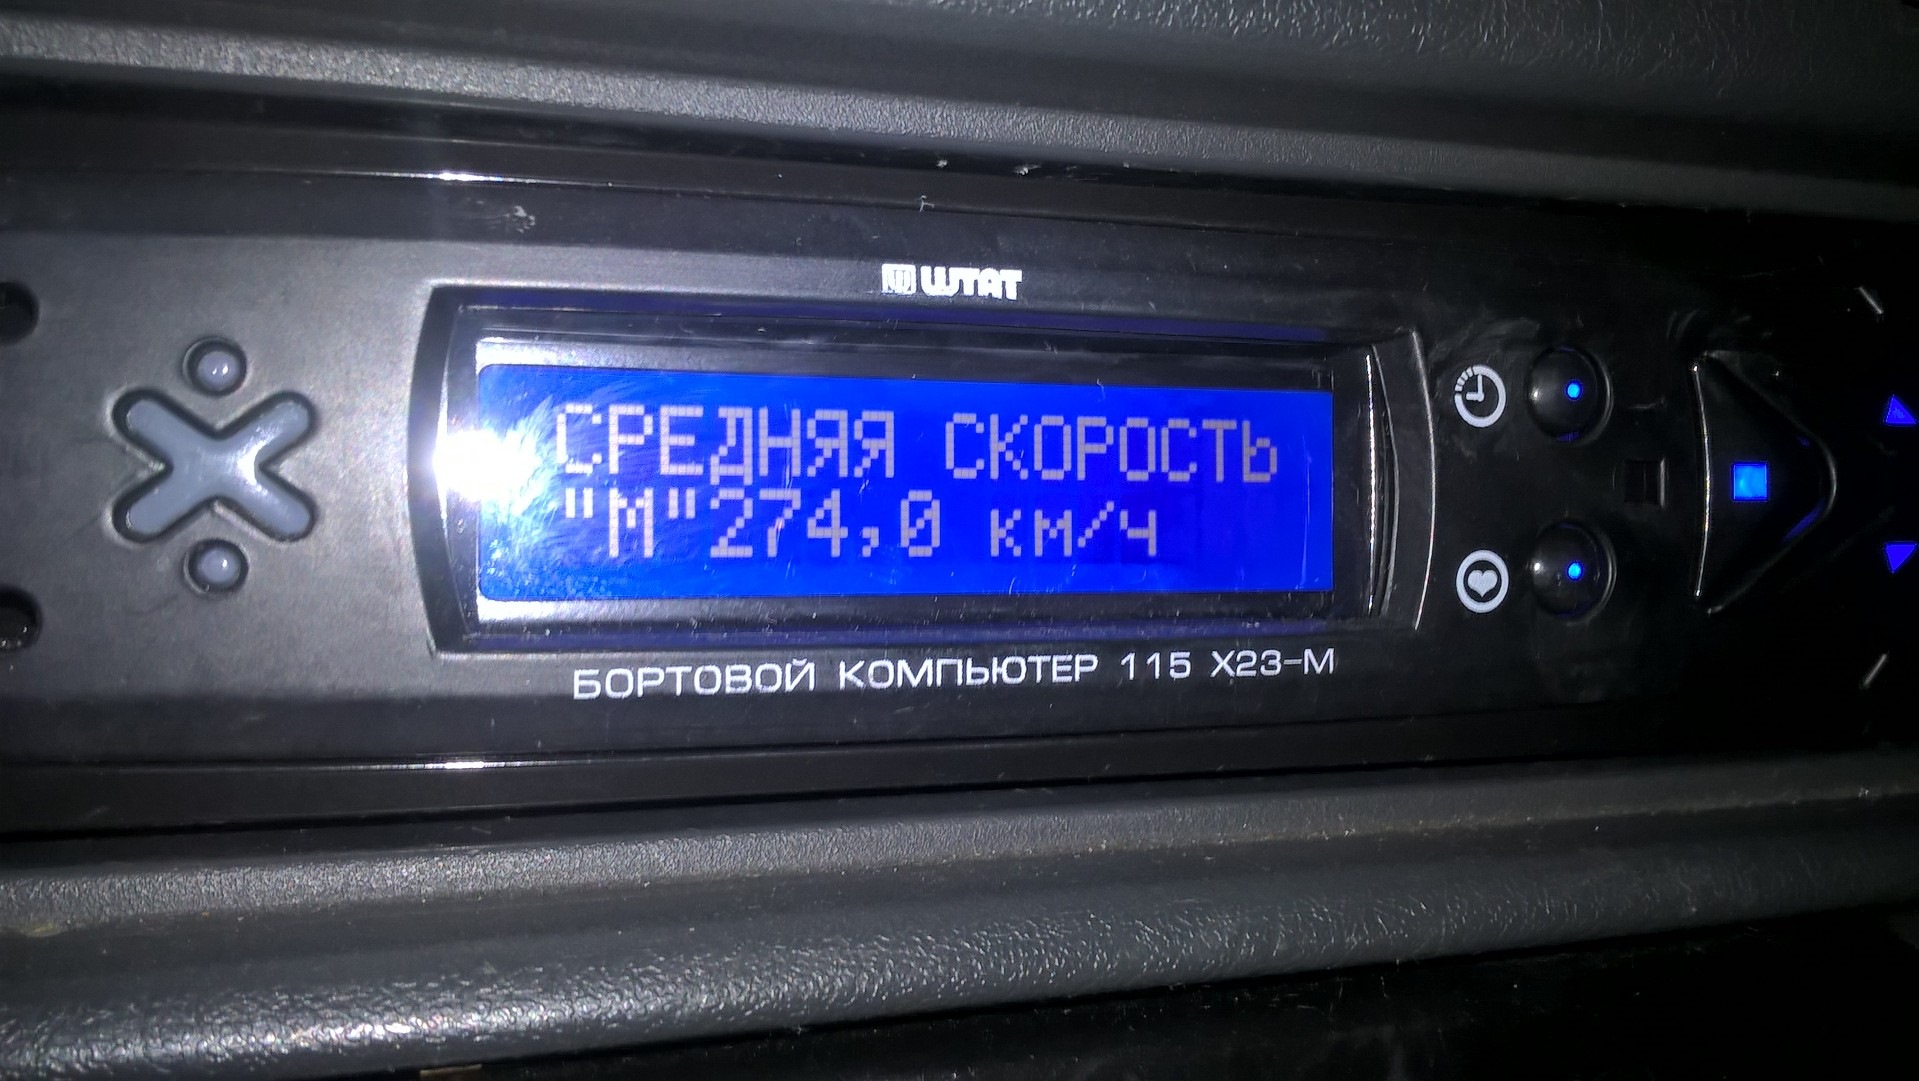 ШТАТ
СРЕДНЯЯ СКОРОСТЬ
"М"274,0 км/ч
БОРТОВОЙ КОМПЬЮТЕР 115 X23-М